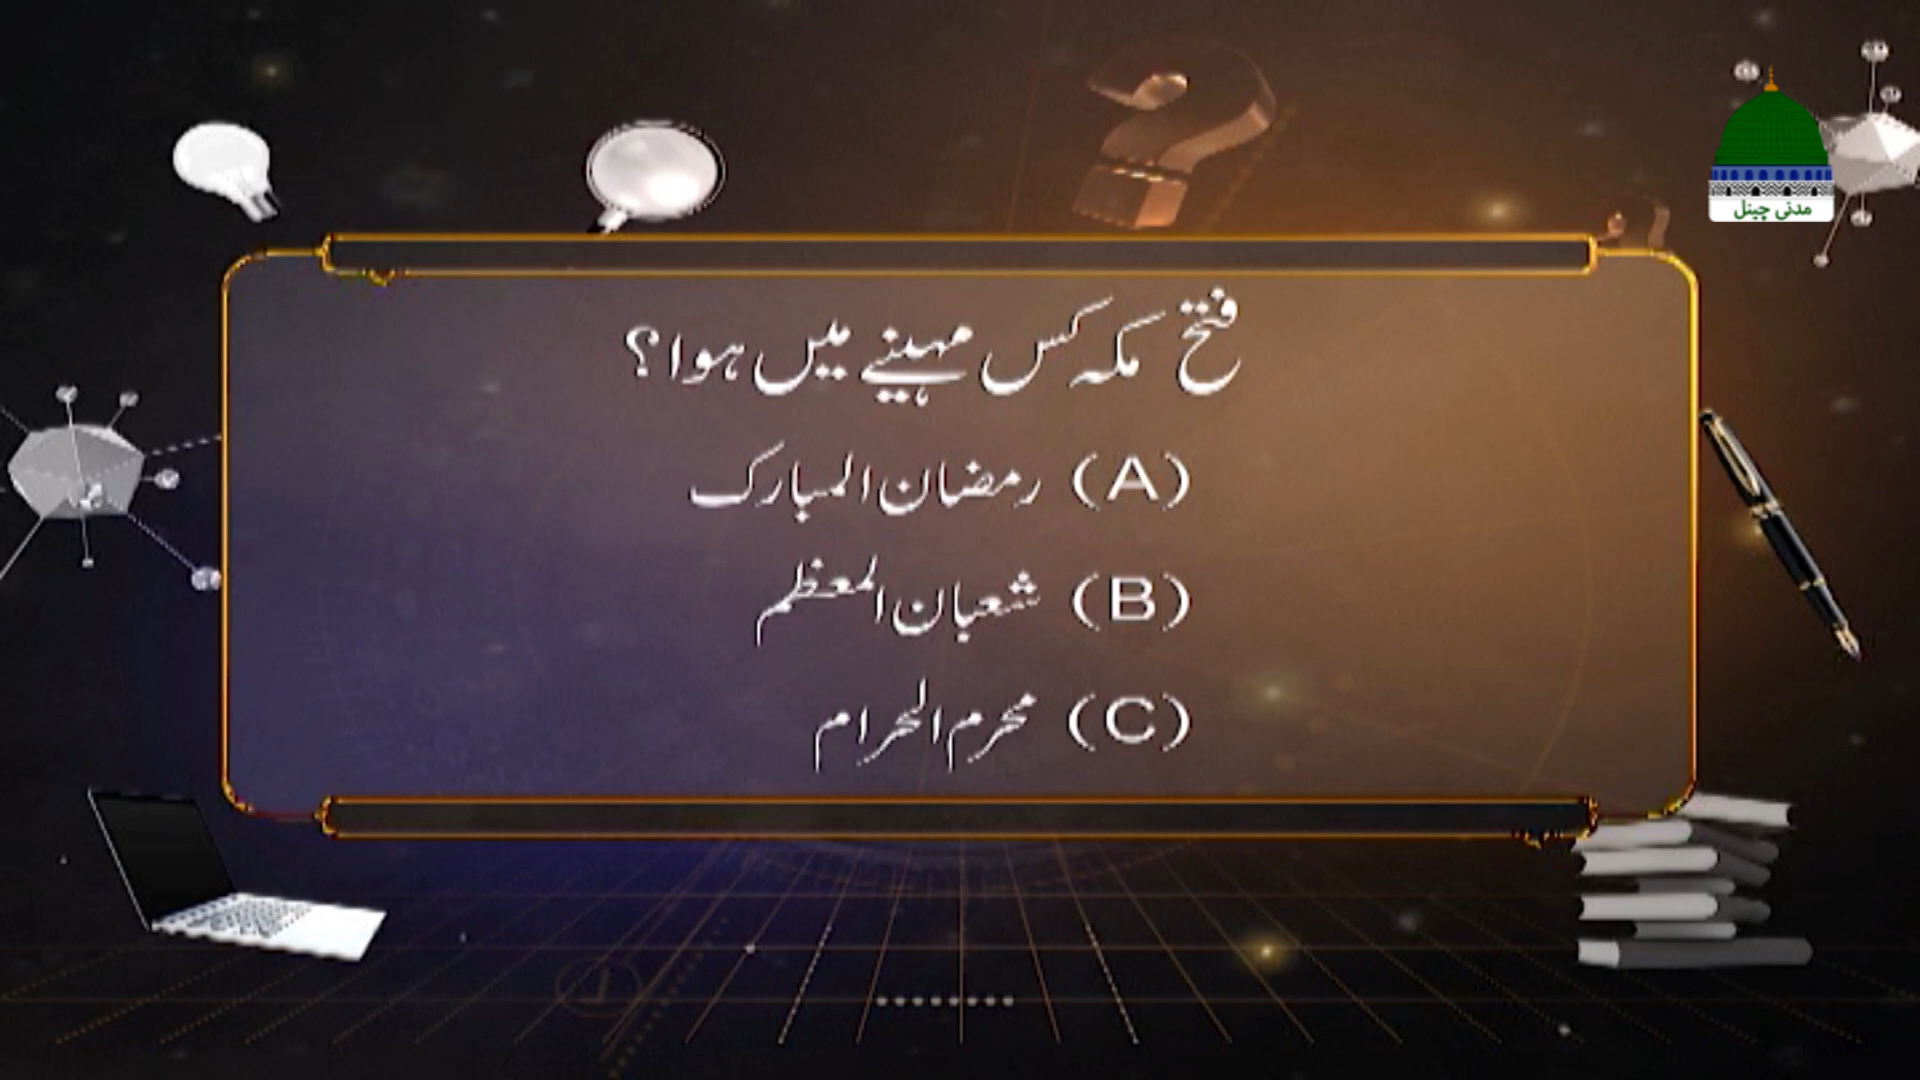 مدنی چینل
فتح مکہ کس مہینے میں ہوا؟
(A) رمضان المبارک
(B) شعبان المعظم
(C) محرم الحرام